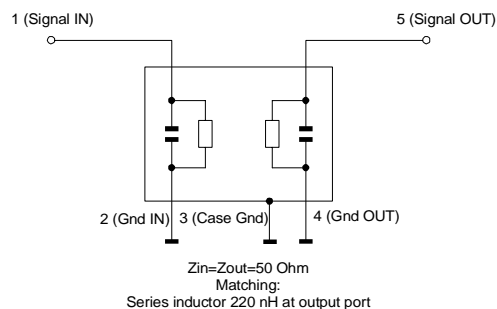 1 (Signal IN)
5 (Signal OUT)
2 (Gnd IN)
3 (Case Gnd)
4 (Gnd OUT)
Zin=Zout=50 Ohm
Matching:
Series inductor 220 nH at output port